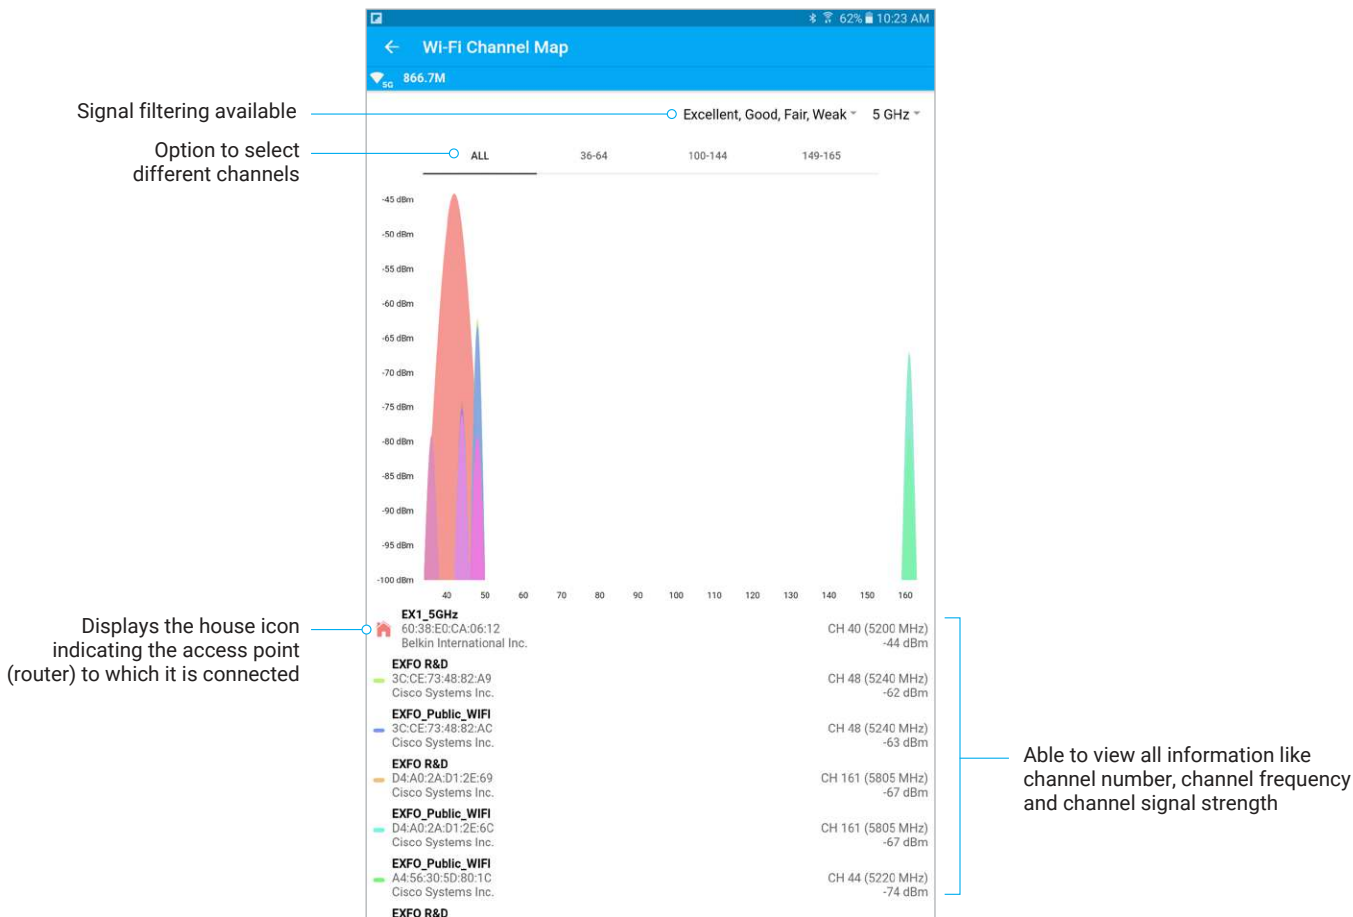 62% 10:23 AM
Wi-Fi Channel Map
5G 866.7M
Signal filtering available
Excellent, Good, Fair, Weak 5 GHz
Option to select
different channels
ALL 36-64 100-144 149-165
-45 dBm
-50 dBm
-55 dBm
-60 dBm
-65 dBm
-70 dBm
-75 dBm
-80 dBm
-85 dBm
-90 dBm
-95 dBm
-100 dBm
40 50 60 70 80 90 100 110 120 130 140 150 160
Displays the house icon
indicating the access point
(router) to which it is connected
EX1_5GHz
60:38:E0:CA:06:12 CH 40 (5200 MHz)
Belkin International Inc. -44 dBm
EXFO R&D
3C:CE:73:48:82:A9 CH 48 (5240 MHz)
Cisco Systems Inc. -62 dBm
EXFO_Public_WIFI
3C:CE:73:48:82:AC CH 48 (5240 MHz)
Cisco Systems Inc. -63 dBm
EXFO R&D
D4:A0:2A:D1:2E:69 CH 161 (5805 MHz)
Cisco Systems Inc. -67 dBm
EXFO_Public_WIFI
D4:A0:2A:D1:2E:6C CH 161 (5805 MHz)
Cisco Systems Inc. -67 dBm
EXFO_Public_WIFI
A4:56:30:5D:80:1C CH 44 (5220 MHz)
Cisco Systems Inc. -74 dBm
EXFO R&D
Able to view all information like
channel number, channel frequency
and channel signal strength